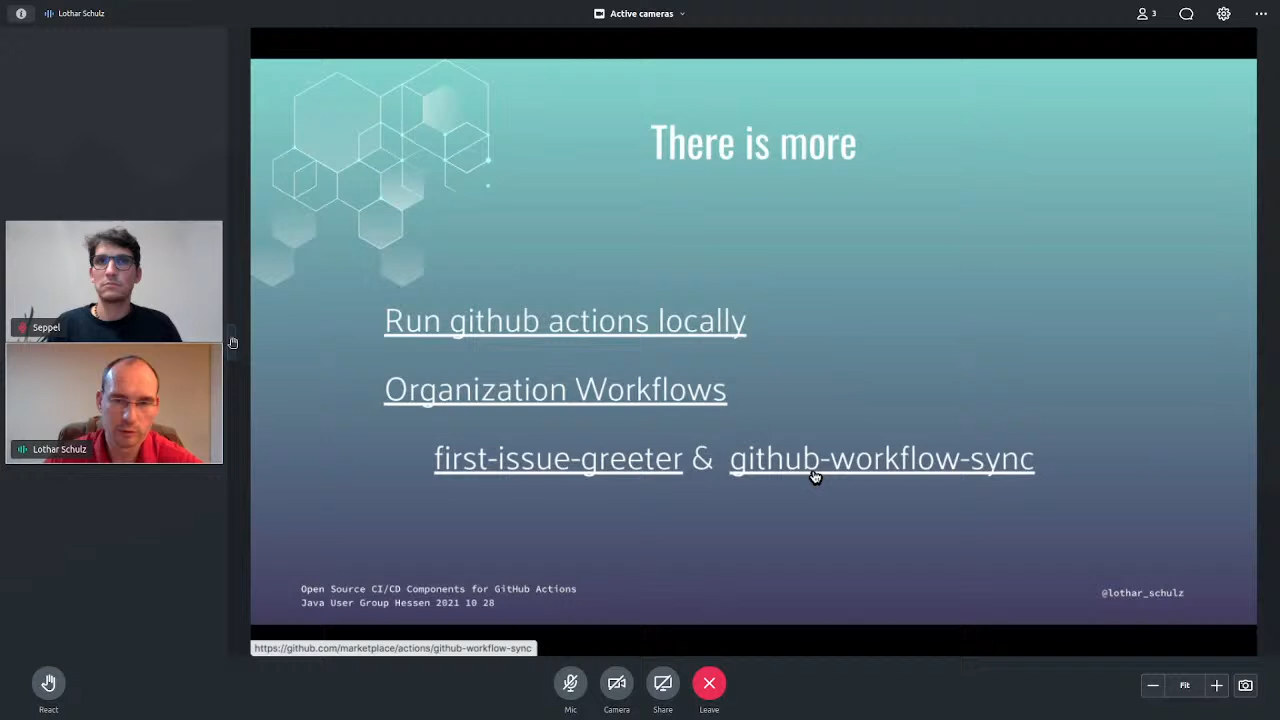 Lothar Schulz
Active cameras
3
There is more
Run github actions locally
Organization Workflows
first-issue-greeter & github-workflow-sync
Seppel
Lothar Schulz
Open Source CI/CD Components for GitHub Actions
Java User Group Hessen 2021 10 28
@lothar_schulz
https://github.com/marketplace/actions/github-workflow-sync
React
Mic
Camera
Share
Leave
Fit